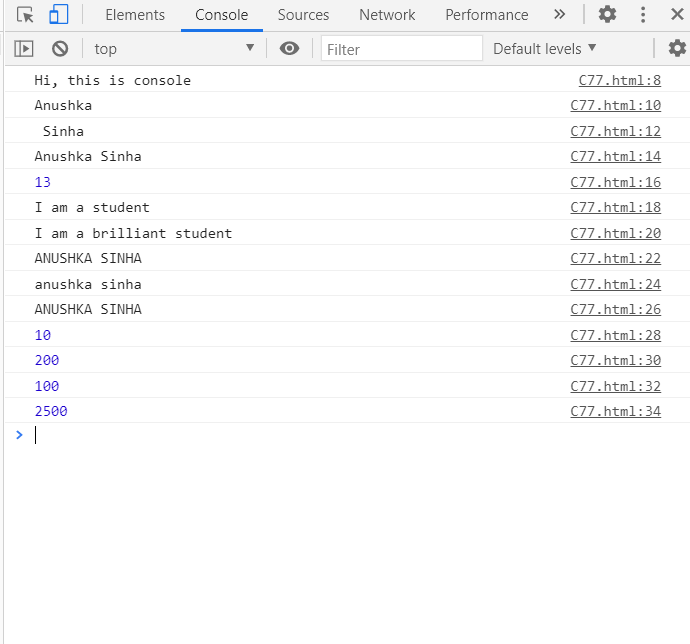 Elements Console Sources Network Performance »
top ▼ Filter Default levels ▼
Hi, this is console C77.html:8
Anushka C77.html:10
Sinha C77.html:12
Anushka Sinha C77.html:14
13 C77.html:16
I am a student C77.html:18
I am a brilliant student C77.html:20
ANUSHKA SINHA C77.html:22
anushka sinha C77.html:24
ANUSHKA SINHA C77.html:26
10 C77.html:28
200 C77.html:30
100 C77.html:32
2500 C77.html:34
>